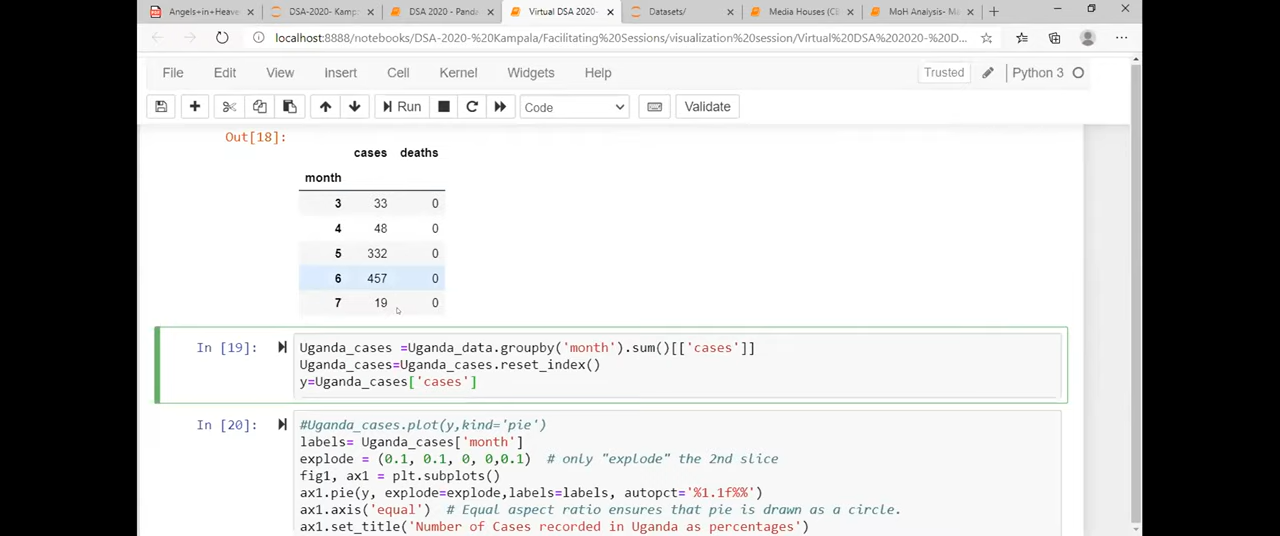 Angels+in+Heave
DSA-2020- Kamp
DSA 2020 - Panda
Virtual DSA 2020-
Datasets/
Media Houses (Ci
MoH Analysis- M
localhost:8888/notebooks/DSA-2020-%20Kampala/Facilitating%20Sessions/visualization%20session/Virtual%20DSA%202020-%20D...
File Edit View Insert Cell Kernel Widgets Help Trusted Python 3
Run Code Validate
Out[18]:
cases deaths
month
3 33 0
4 48 0
5 332 0
6 457 0
7 19 0
In [19]: Uganda_cases =Uganda_data.groupby('month').sum()[['cases']]
Uganda_cases=Uganda_cases.reset_index()
y=Uganda_cases['cases']
In [20]: #Uganda_cases.plot(y,kind='pie')
labels= Uganda_cases['month']
explode = (0.1, 0.1, 0, 0,0.1)  # only "explode" the 2nd slice
fig1, ax1 = plt.subplots()
ax1.pie(y, explode=explode,labels=labels, autopct='%1.1f%%')
ax1.axis('equal')  # Equal aspect ratio ensures that pie is drawn as a circle.
ax1.set_title('Number of Cases recorded in Uganda as percentages')